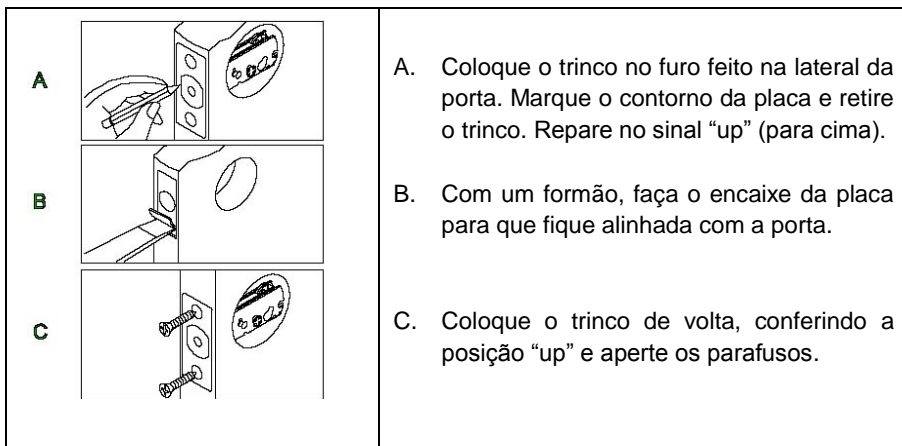 A
A. Coloque o trinco no furo feito na lateral da
porta. Marque o contorno da placa e retire
o trinco. Repare no sinal “up” (para cima).
B
B. Com um formão, faça o encaixe da placa
para que fique alinhada com a porta.
C
C. Coloque o trinco de volta, conferindo a
posição “up” e aperte os parafusos.